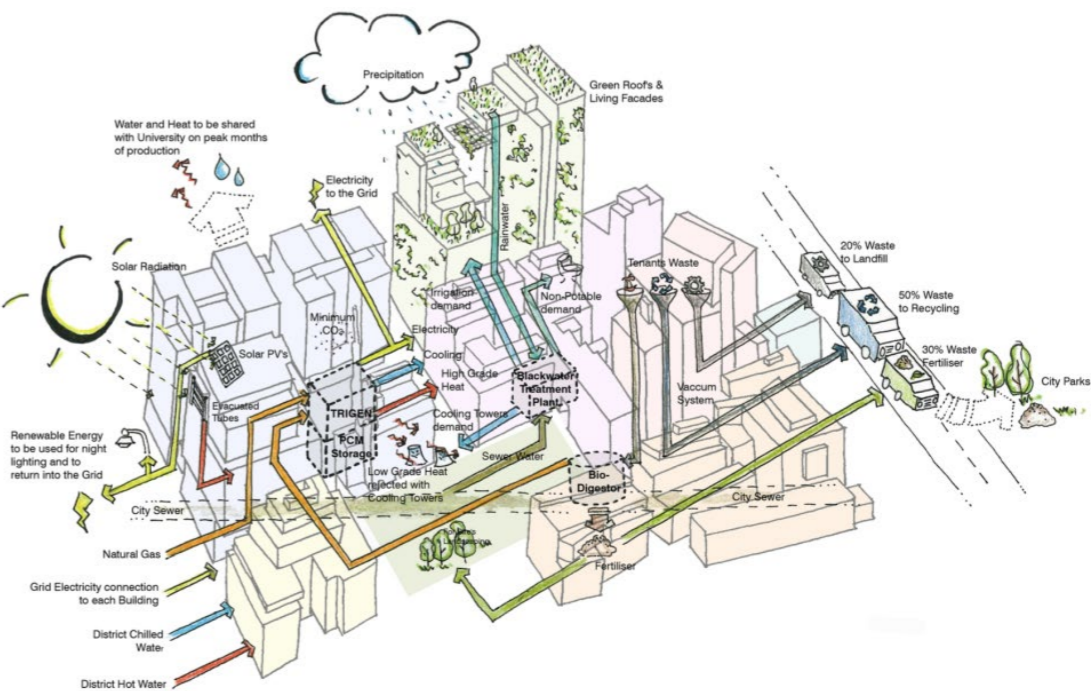 Precipitation
Green Roof's &
Living Facades
Water and Heat to be shared
with University on peak months
of production
Electricity
to the Grid
Rainwater
Solar Radiation
Tenants Waste
20% Waste
to Landfill
Irrigation
demand
Non-Potable
demand
50% Waste
to Recycling
Minimum
CO2
Electricity
Solar PV's
Cooling
30% Waste
Fertiliser
High Grade
Heat
Blackwater
Treatment
Plant
Vaccum
System
City Parks
Evacuated
Tubes
TRIGEN
Cooling Towers
demand
Renewable Energy
to be used for night
lighting and to
return into the Grid
PCM
Storage
Sewer Water
Low Grade Heat
rejected with
Cooling Towers
Bio-
Digestor
City Sewer
City Sewer
Landscaping
Natural Gas
Fertiliser
Grid Electricity connection
to each Building
District Chilled
Water
District Hot Water